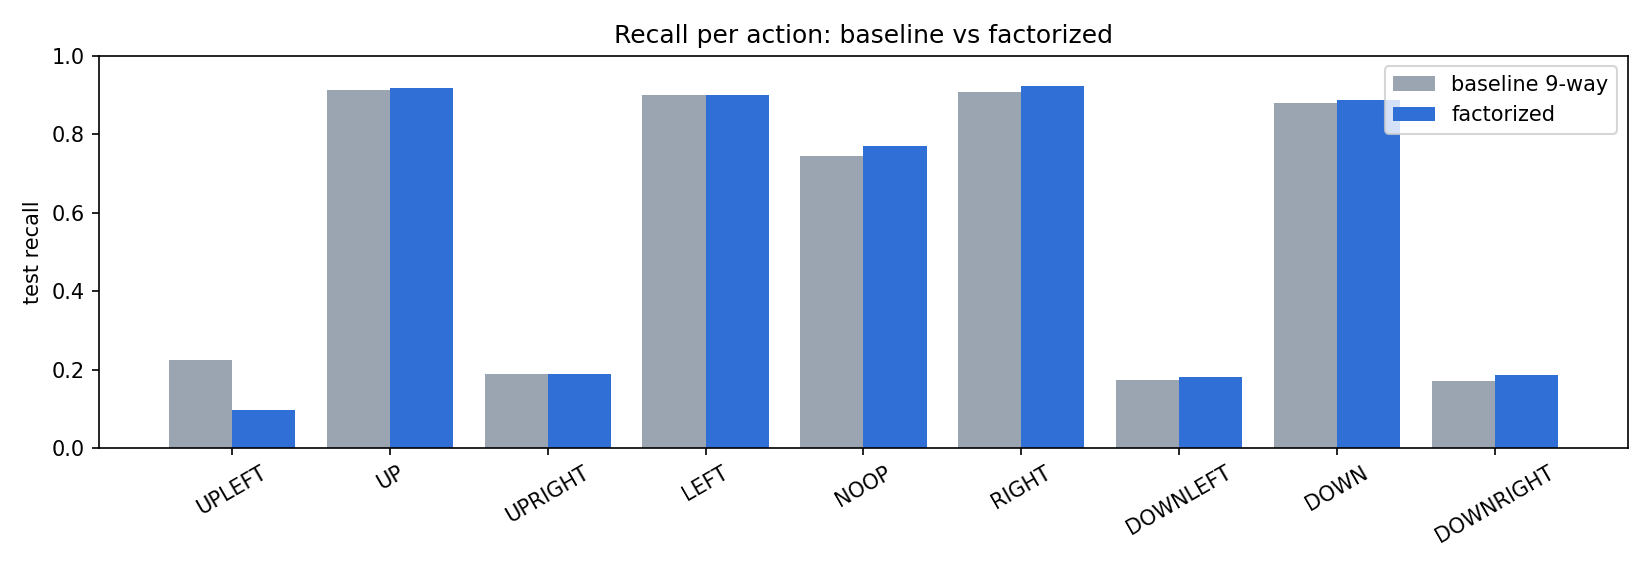 Recall per action: baseline vs factorized
baseline 9-way
factorized
test recall
1.0
0.8
0.6
0.4
0.2
0.0
UPLEFT
UP
UPRIGHT
LEFT
NOOP
RIGHT
DOWNLEFT
DOWN
DOWNRIGHT